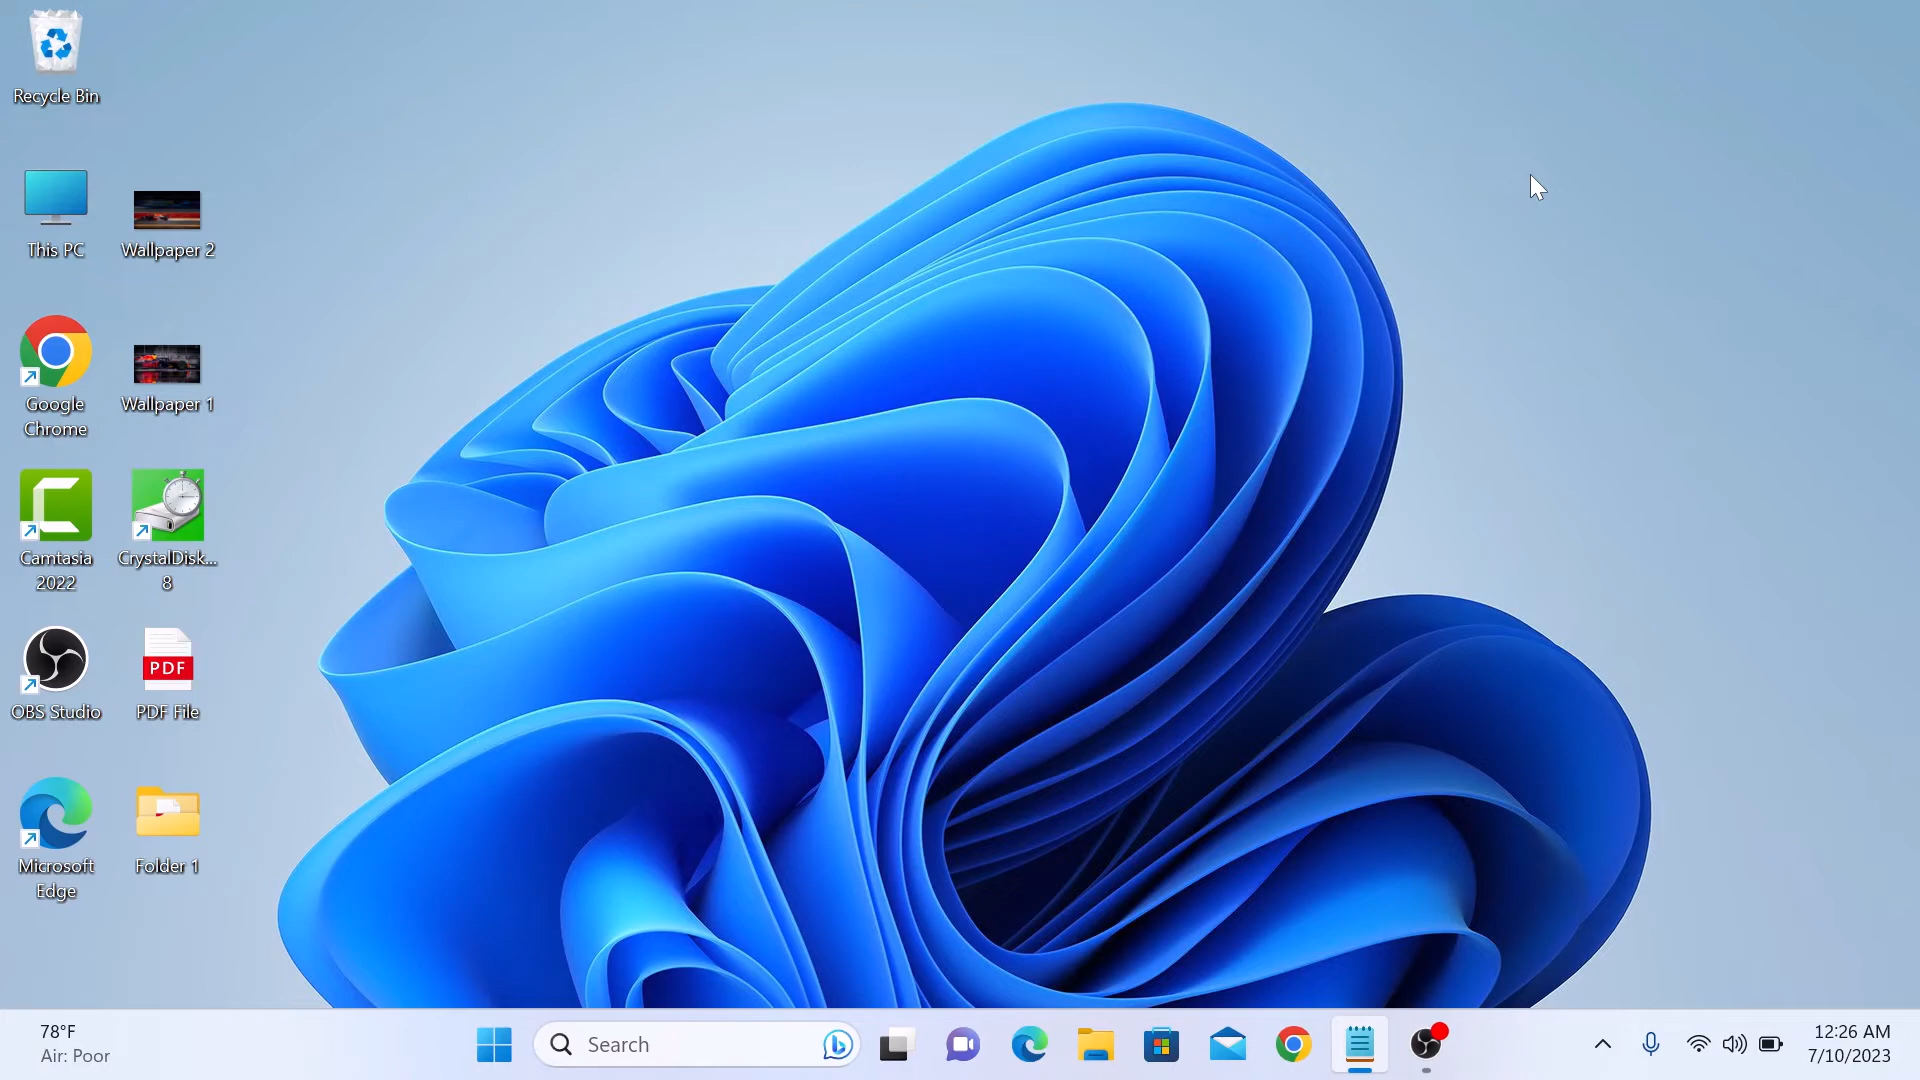 Recycle Bin
This PC
Wallpaper 2
Google
Chrome
Wallpaper 1
Camtasia
2022
CrystalDisk...
8
OBS Studio
PDF
PDF File
Microsoft
Edge
Folder 1
78°F
Air: Poor
Search
12:26 AM
7/10/2023